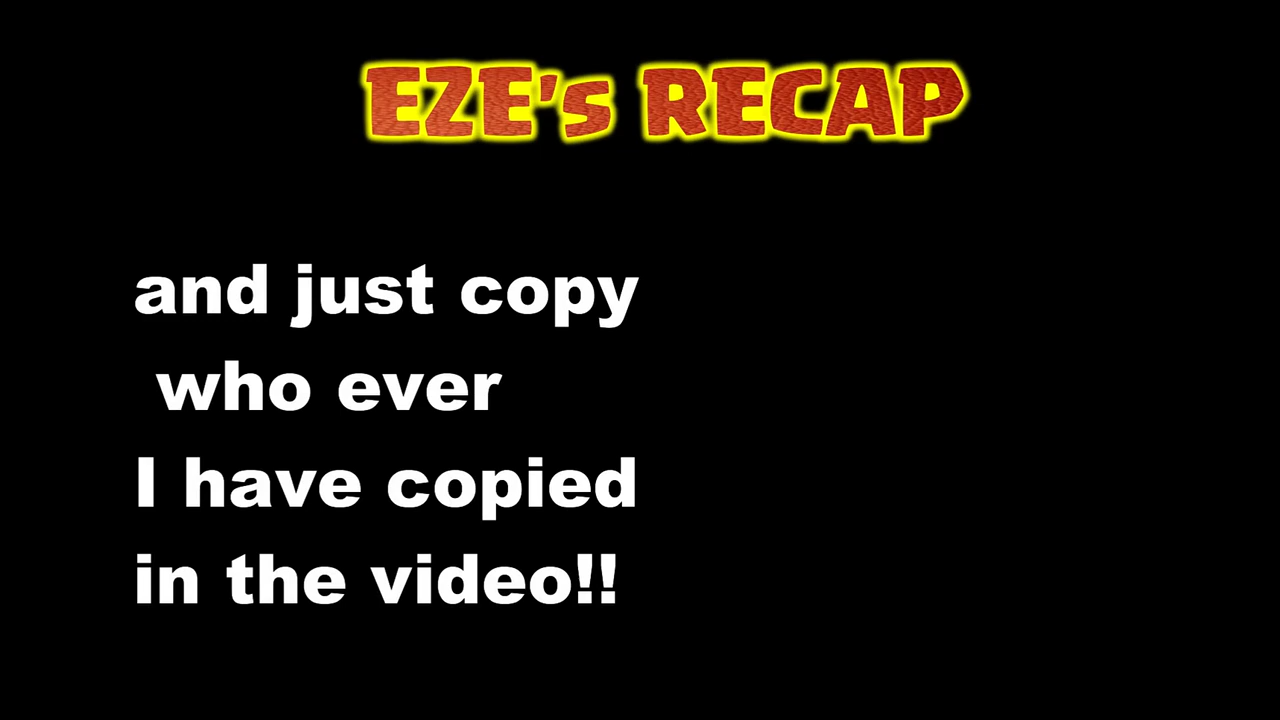 EZE's RECAP
and just copy
who ever
I have copied
in the video!!